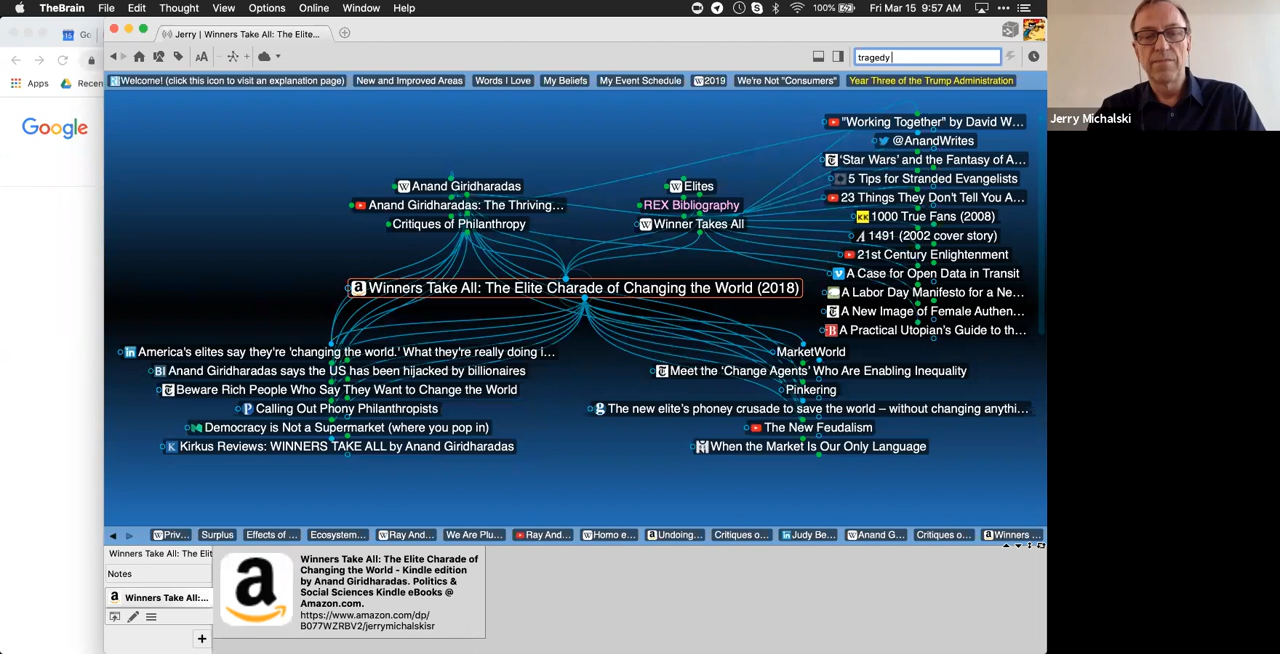 TheBrain File Edit Thought View Options Online Window Help
100% Fri Mar 15 9:57 AM
Jerry | Winners Take All: The Elite...
tragedy
Apps
Recen
Welcome! (click this icon to visit an explanation page) New and Improved Areas Words I Love My Beliefs My Event Schedule 2019 We're Not "Consumers" Year Three of the Trump Administration
Google
Jerry Michalski
"Working Together" by David W...
@AnandWrites
'Star Wars' and the Fantasy of A...
5 Tips for Stranded Evangelists
23 Things They Don't Tell You A...
1000 True Fans (2008)
1491 (2002 cover story)
21st Century Enlightenment
A Case for Open Data in Transit
A Labor Day Manifesto for a Ne...
A New Image of Female Authen...
A Practical Utopian's Guide to th...
Anand Giridharadas
Anand Giridharadas: The Thriving...
Critiques of Philanthropy
Elites
REX Bibliography
Winner Takes All
Winners Take All: The Elite Charade of Changing the World (2018)
America's elites say they're 'changing the world.' What they're really doing i...
Anand Giridharadas says the US has been hijacked by billionaires
Beware Rich People Who Say They Want to Change the World
Calling Out Phony Philanthropists
Democracy is Not a Supermarket (where you pop in)
Kirkus Reviews: WINNERS TAKE ALL by Anand Giridharadas
MarketWorld
Meet the 'Change Agents' Who Are Enabling Inequality
Pinkering
The new elite's phoney crusade to save the world – without changing anythi...
The New Feudalism
When the Market Is Our Only Language
Priv... Surplus Effects of ... Ecosystem... Ray And... We Are Plu... Ray And... Homo e... Undoing... Critiques o... Judy Be... Anand G... Critiques o... Winners ...
Winners Take All: The Elit
Notes
Winners Take All:...
Winners Take All: The Elite Charade of
Changing the World - Kindle edition
by Anand Giridharadas. Politics &
Social Sciences Kindle eBooks @
Amazon.com.
https://www.amazon.com/dp/
B077WZRBV2/jerrymichalskisr